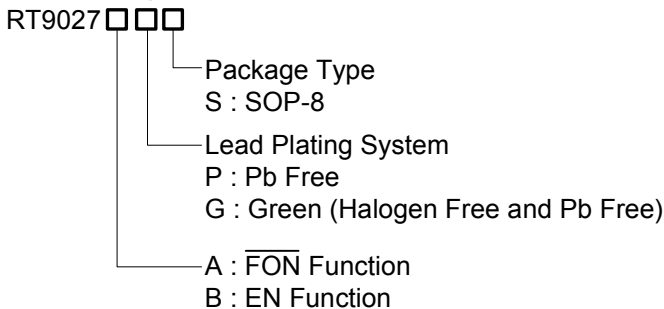 RT9027□□□
Package Type
S : SOP-8
Lead Plating System
P : Pb Free
G : Green (Halogen Free and Pb Free)
A : F̅O̅N̅ Function
B : EN Function